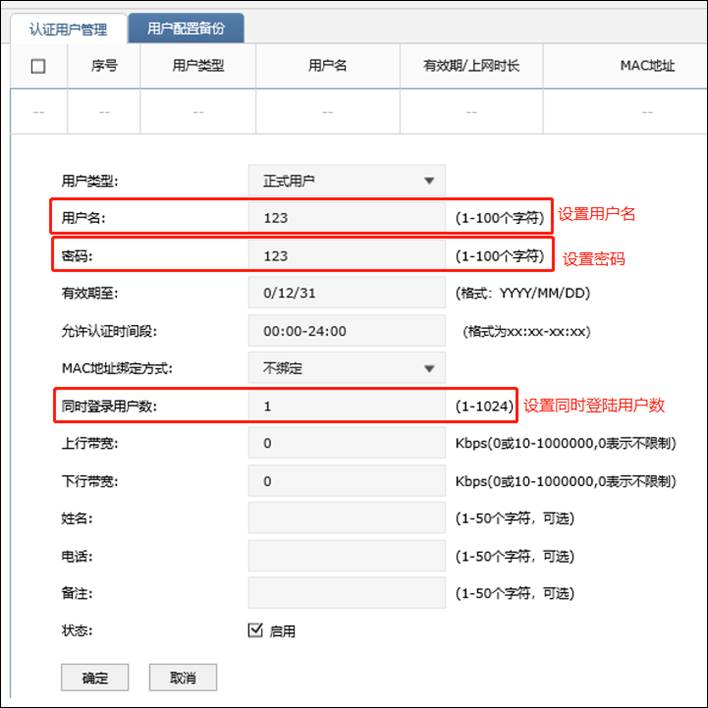 认证用户管理 用户配置备份
序号 用户类型 用户名 有效期/上网时长 MAC地址
-- -- -- -- -- --
用户类型: 正式用户
用户名: 123 (1-100个字符) 设置用户名
密码: 123 (1-100个字符) 设置密码
有效期至: 0/12/31 (格式：YYYY/MM/DD)
允许认证时间段: 00:00-24:00 (格式为xx:xx-xx:xx)
MAC地址绑定方式: 不绑定
同时登录用户数: 1 (1-1024) 设置同时登陆用户数
上行带宽: 0 Kbps(0或10-1000000,0表示不限制)
下行带宽: 0 Kbps(0或10-1000000,0表示不限制)
姓名: (1-50个字符，可选)
电话: (1-50个字符，可选)
备注: (1-50个字符，可选)
状态: 启用
确定 取消